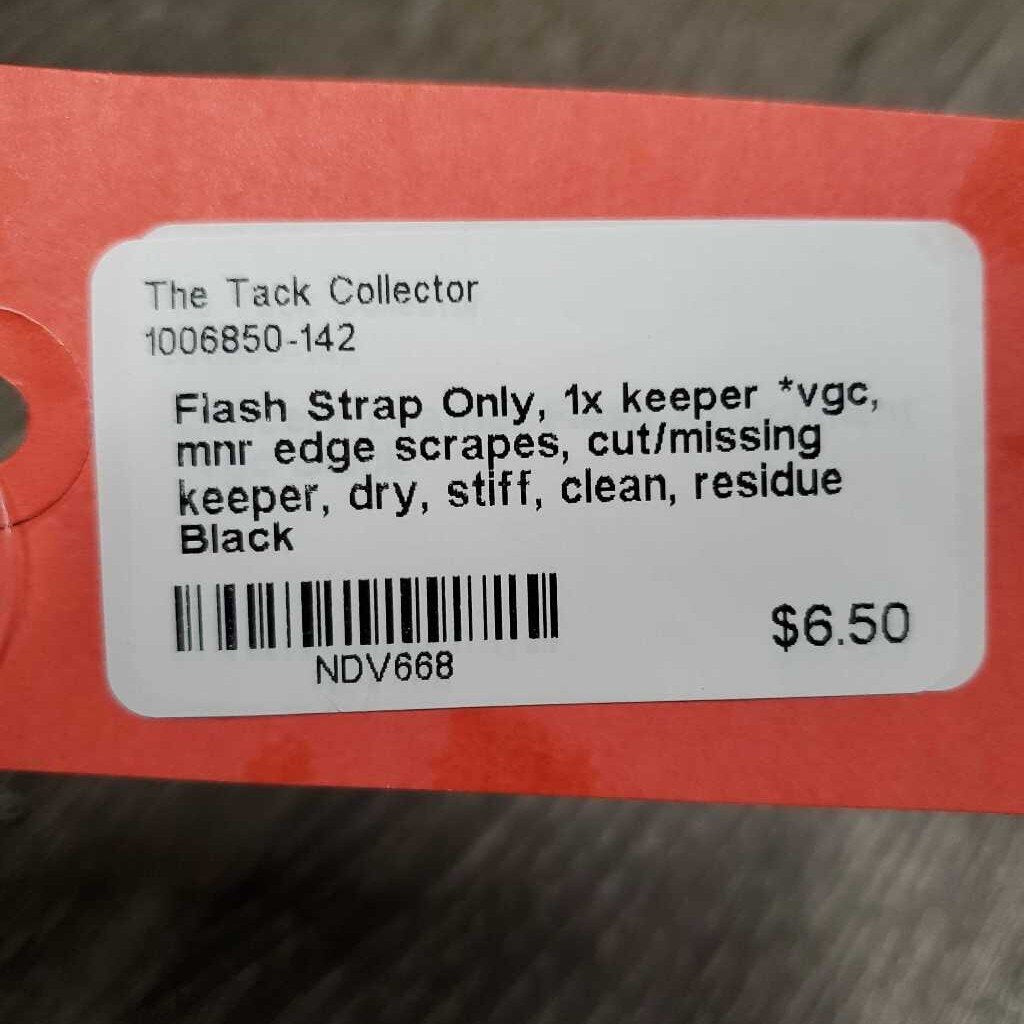 The Tack Collector
1006850-142
Flash Strap Only, 1x keeper *vgc,
mnr edge scrapes, cut/missing
keeper, dry, stiff, clean, residue
Black
NDV668
$6.50